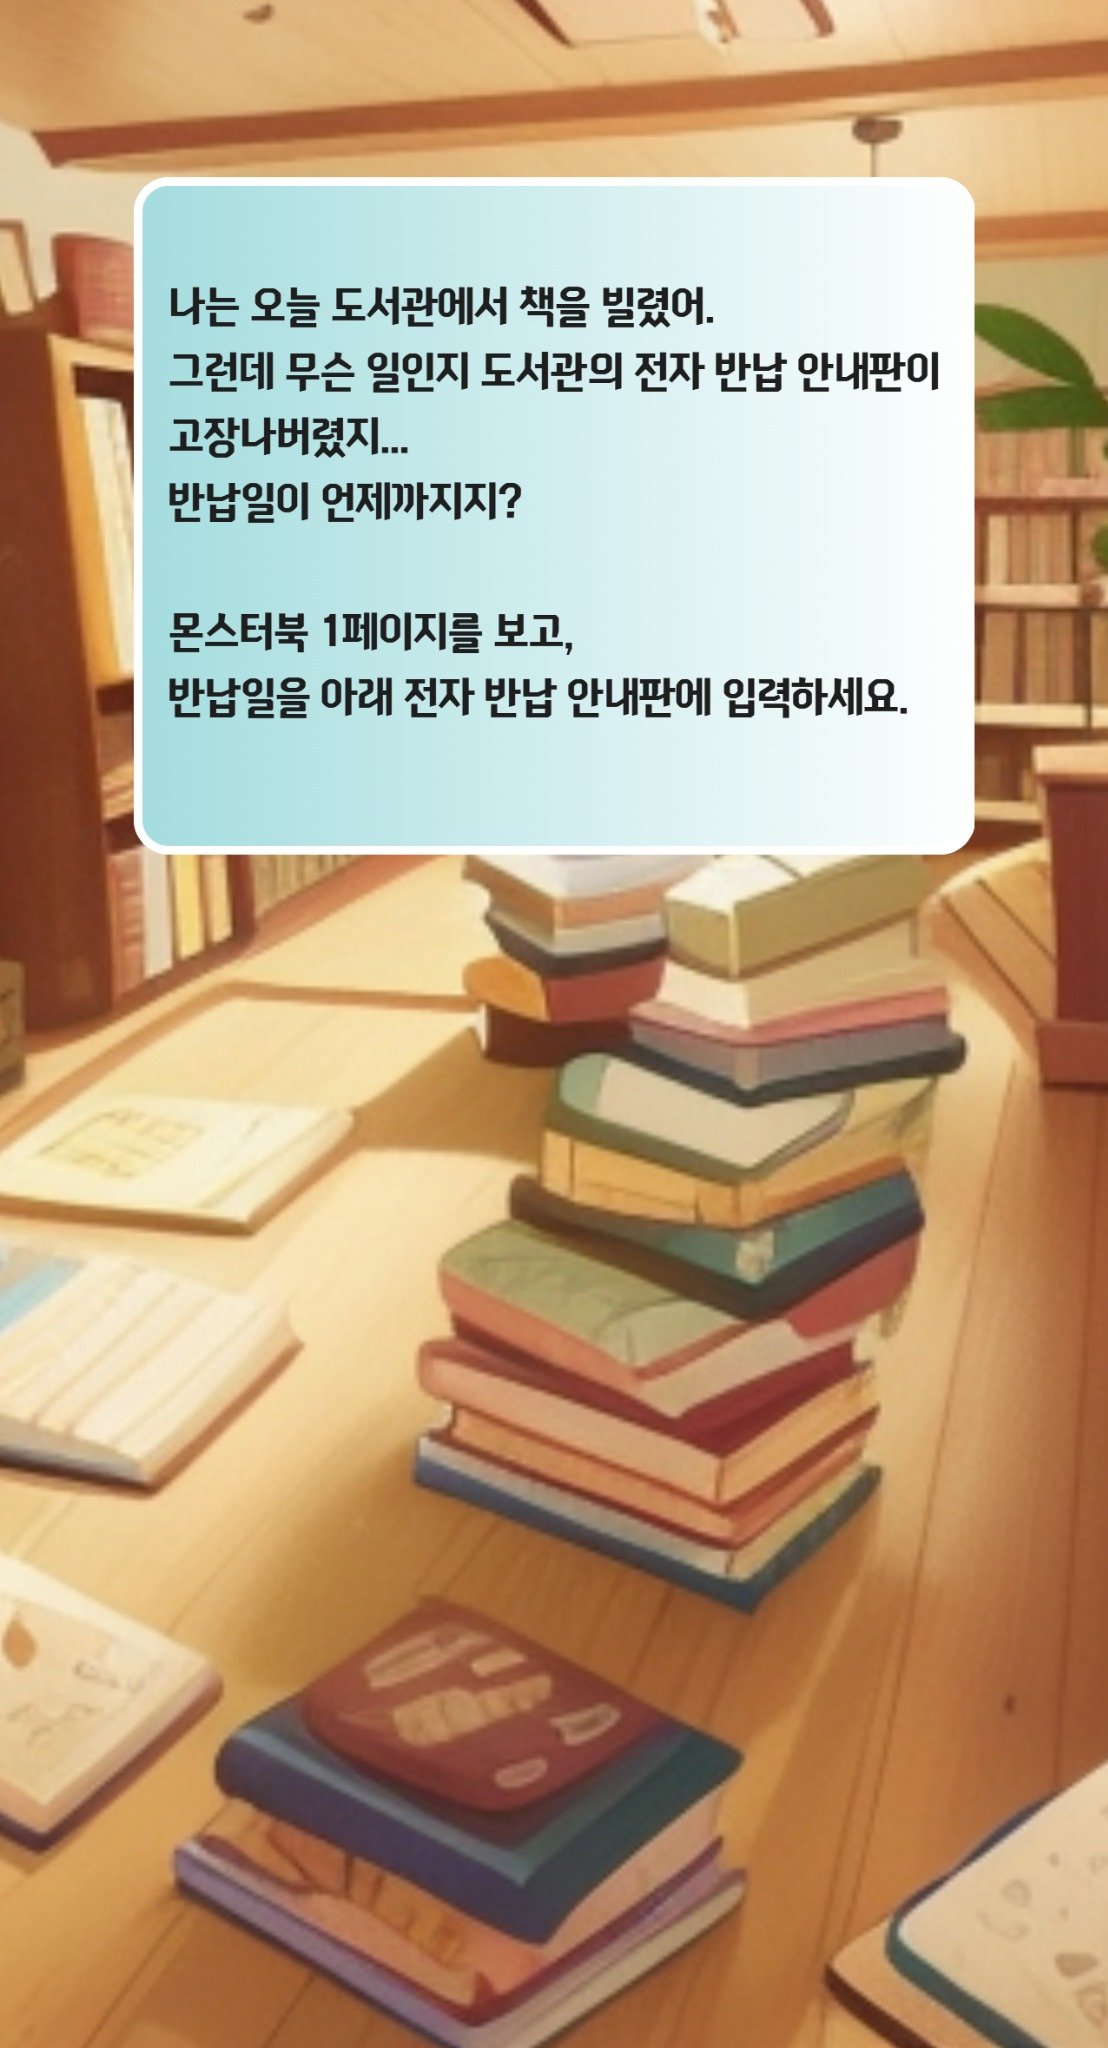 나는 오늘 도서관에서 책을 빌렸어.
그런데 무슨 일인지 도서관의 전자 반납 안내판이
고장나버렸지...
반납일이 언제까지지?
몬스터북 1페이지를 보고,
반납일을 아래 전자 반납 안내판에 입력하세요.